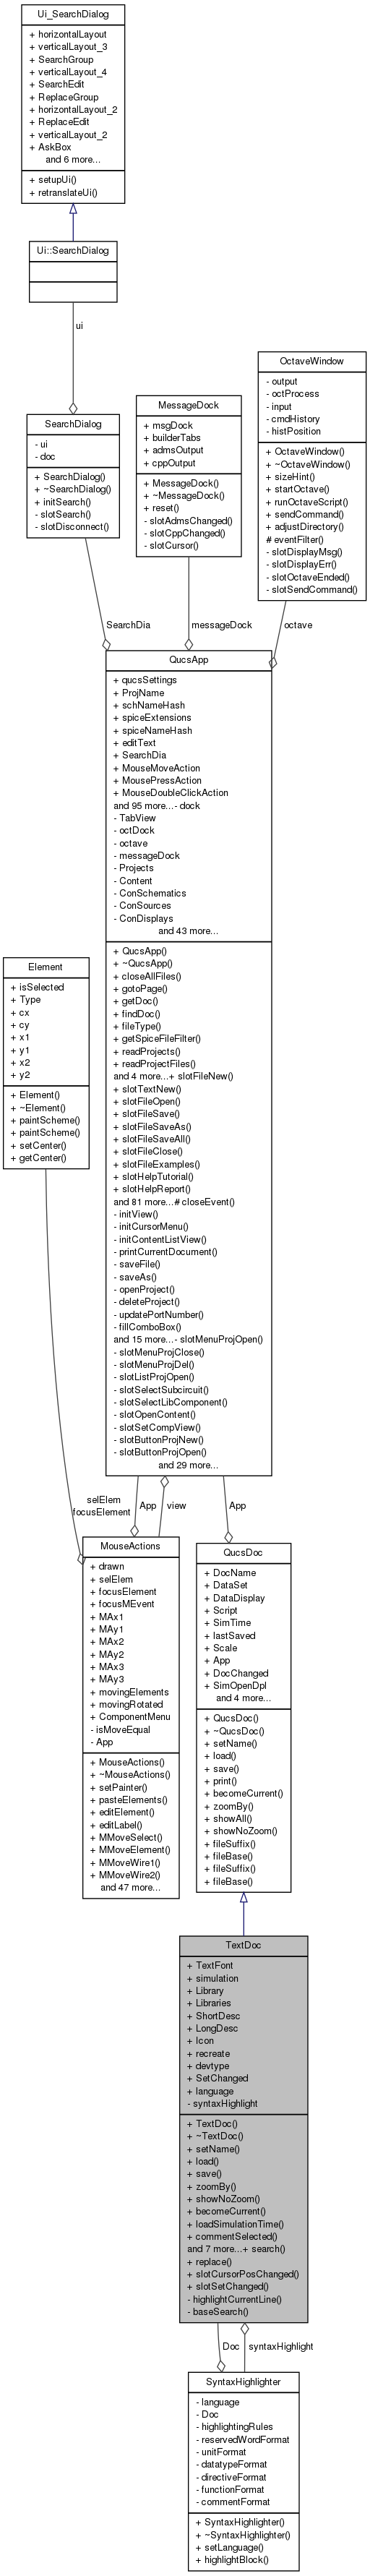 Ui_SearchDialog
+ horizontalLayout
+ verticalLayout_3
+ SearchGroup
+ verticalLayout_4
+ SearchEdit
+ ReplaceGroup
+ horizontalLayout_2
+ ReplaceEdit
+ verticalLayout_2
+ AskBox
and 6 more...
+ setupUi()
+ retranslateUi()
Ui::SearchDialog
ui
SearchDialog
- ui
- doc
+ SearchDialog()
+ ~SearchDialog()
+ initSearch()
- slotSearch()
- slotDisconnect()
MessageDock
+ msgDock
+ builderTabs
+ admsOutput
+ cppOutput
+ MessageDock()
+ ~MessageDock()
+ reset()
- slotAdmsChanged()
- slotCppChanged()
- slotCursor()
OctaveWindow
- output
- octProcess
- input
- cmdHistory
- histPosition
+ OctaveWindow()
+ ~OctaveWindow()
+ sizeHint()
+ startOctave()
+ runOctaveScript()
+ sendCommand()
+ adjustDirectory()
# eventFilter()
- slotDisplayMsg()
- slotDisplayErr()
- slotOctaveEnded()
- slotSendCommand()
SearchDia
messageDock
octave
QucsApp
+ qucsSettings
+ ProjName
+ schNameHash
+ spiceExtensions
+ spiceNameHash
+ editText
+ SearchDia
+ MouseMoveAction
+ MousePressAction
+ MouseDoubleClickAction
and 95 more...- dock
- TabView
- octDock
- octave
- messageDock
- Projects
- Content
- ConSchematics
- ConSources
- ConDisplays
and 43 more...
+ QucsApp()
+ ~QucsApp()
+ closeAllFiles()
+ gotoPage()
+ getDoc()
+ findDoc()
+ fileType()
+ getSpiceFileFilter()
+ readProjects()
+ readProjectFiles()
and 4 more...+ slotFileNew()
+ slotTextNew()
+ slotFileOpen()
+ slotFileSave()
+ slotFileSaveAs()
+ slotFileSaveAll()
+ slotFileClose()
+ slotFileExamples()
+ slotHelpTutorial()
+ slotHelpReport()
and 81 more...# closeEvent()
- initView()
- initCursorMenu()
- initContentListView()
- printCurrentDocument()
- saveFile()
- saveAs()
- openProject()
- deleteProject()
- updatePortNumber()
- fillComboBox()
and 15 more...- slotMenuProjOpen()
- slotMenuProjClose()
- slotMenuProjDel()
- slotListProjOpen()
- slotSelectSubcircuit()
- slotSelectLibComponent()
- slotOpenContent()
- slotSetCompView()
- slotButtonProjNew()
- slotButtonProjOpen()
and 29 more...
Element
+ isSelected
+ Type
+ cx
+ cy
+ x1
+ y1
+ x2
+ y2
+ Element()
+ ~Element()
+ paintScheme()
+ paintScheme()
+ setCenter()
+ getCenter()
selElem
focusElement
App
view
App
MouseActions
+ drawn
+ selElem
+ focusElement
+ focusMEvent
+ MAx1
+ MAy1
+ MAx2
+ MAy2
+ MAx3
+ MAy3
+ movingElements
+ movingRotated
+ ComponentMenu
- isMoveEqual
- App
+ MouseActions()
+ ~MouseActions()
+ setPainter()
+ pasteElements()
+ editElement()
+ editLabel()
+ MMoveSelect()
+ MMoveElement()
+ MMoveWire1()
+ MMoveWire2()
and 47 more...
QucsDoc
+ DocName
+ DataSet
+ DataDisplay
+ Script
+ SimTime
+ lastSaved
+ Scale
+ App
+ DocChanged
+ SimOpenDpl
and 4 more...
+ QucsDoc()
+ ~QucsDoc()
+ setName()
+ load()
+ save()
+ print()
+ becomeCurrent()
+ zoomBy()
+ showAll()
+ showNoZoom()
+ fileSuffix()
+ fileBase()
+ fileSuffix()
+ fileBase()
TextDoc
+ TextFont
+ simulation
+ Library
+ Libraries
+ ShortDesc
+ LongDesc
+ Icon
+ recreate
+ devtype
+ SetChanged
+ language
- syntaxHighlight
+ TextDoc()
+ ~TextDoc()
+ setName()
+ load()
+ save()
+ zoomBy()
+ showNoZoom()
+ becomeCurrent()
+ loadSimulationTime()
+ commentSelected()
and 7 more...+ search()
+ replace()
+ slotCursorPosChanged()
+ slotSetChanged()
- highlightCurrentLine()
- baseSearch()
Doc
syntaxHighlight
SyntaxHighlighter
- language
- Doc
- highlightingRules
- reservedWordFormat
- unitFormat
- datatypeFormat
- directiveFormat
- functionFormat
- commentFormat
+ SyntaxHighlighter()
+ ~SyntaxHighlighter()
+ setLanguage()
+ highlightBlock()